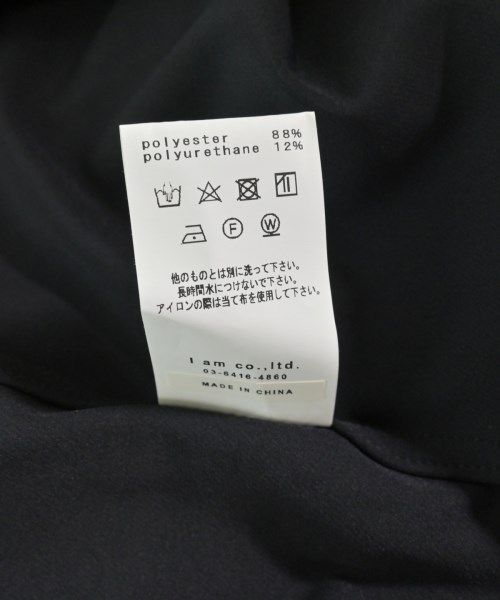 polyester 88%
polyurethane 12%
F W
他のものとは別に洗って下さい。
長時間水につけないで下さい。
アイロンの際は当て布を使用して下さい。
I am co.,ltd.
03-6416-4860
MADE IN CHINA